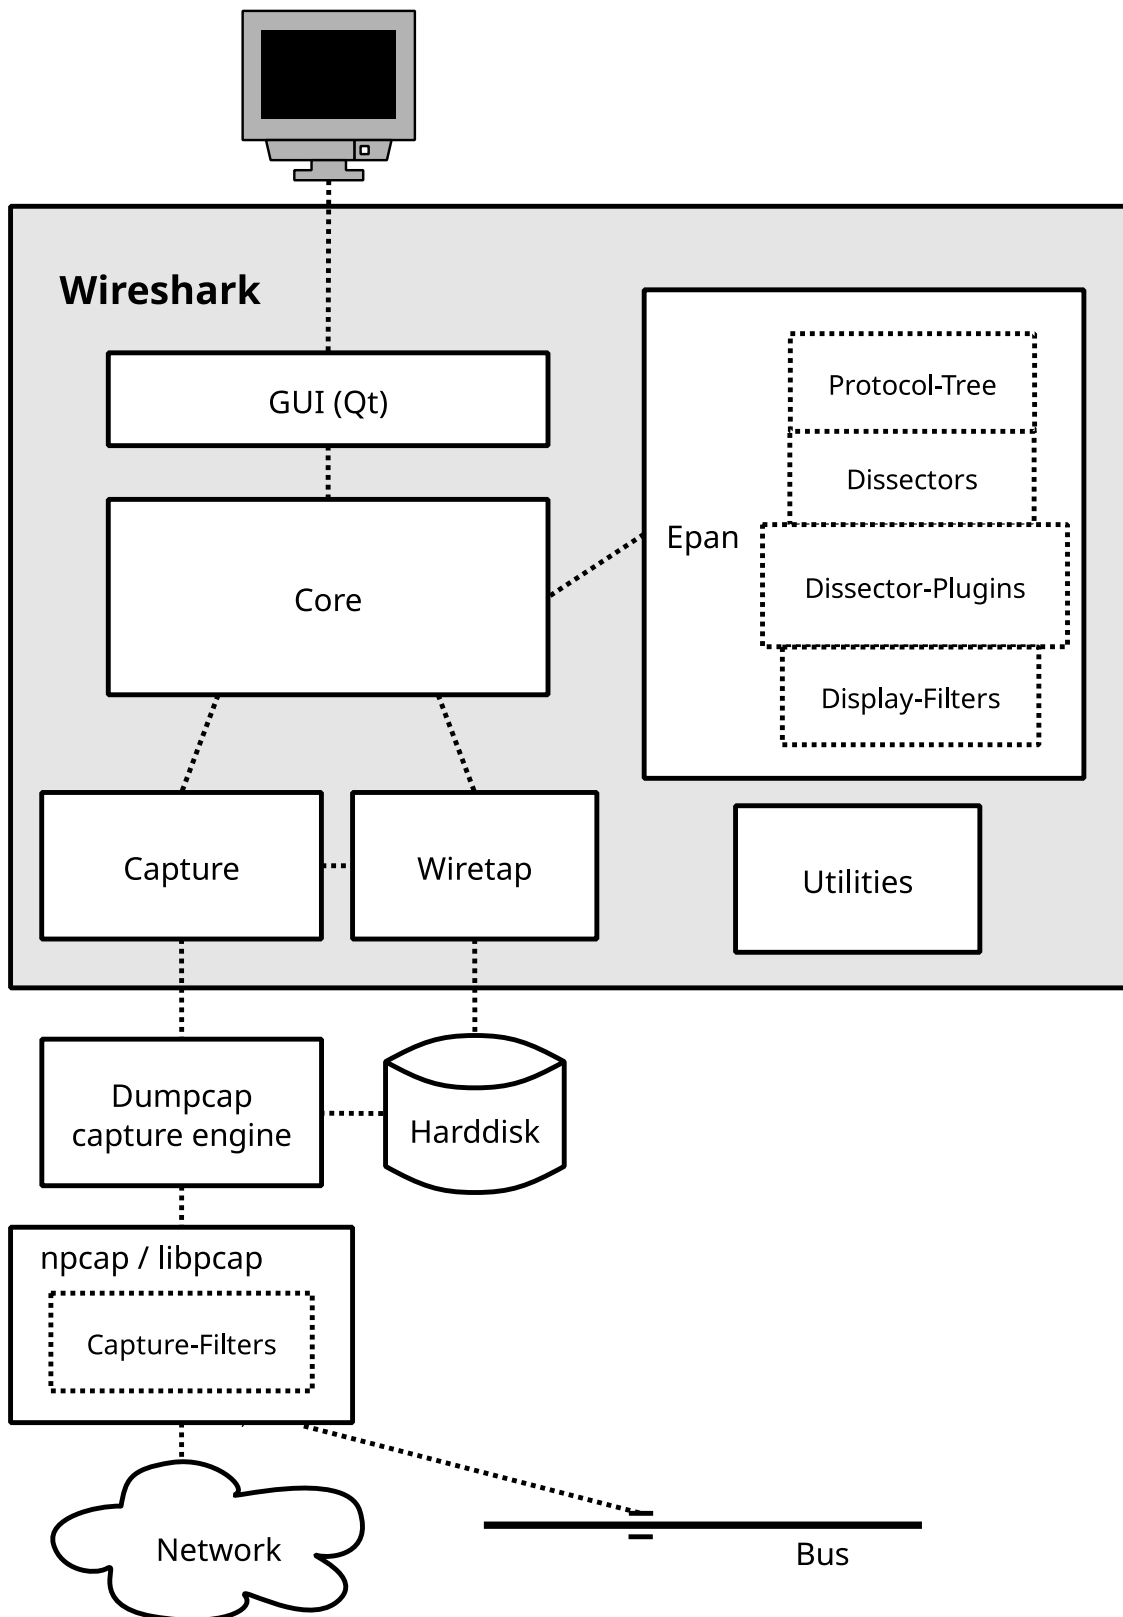 Wireshark
GUI (Qt)
Core
Epan
Protocol-Tree
Dissectors
Dissector-Plugins
Display-Filters
Capture
Wiretap
Utilities
Dumpcap
capture engine
Harddisk
npcap / libpcap
Capture-Filters
Network
Bus